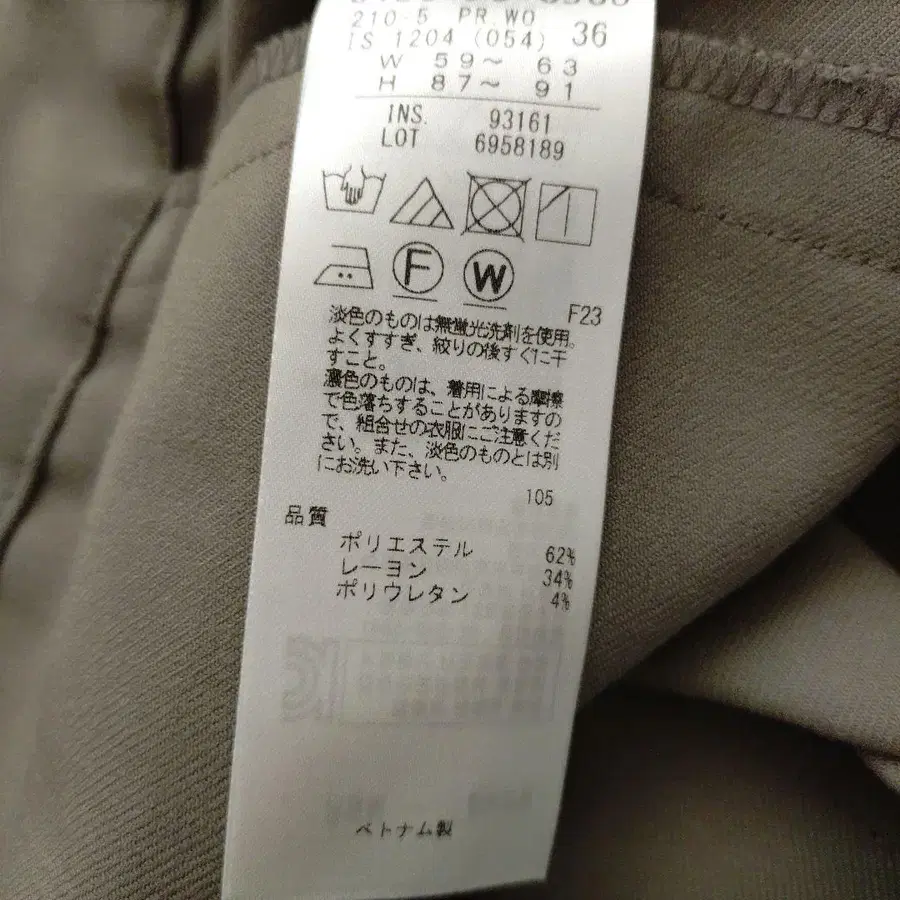 210-5 PR.WO
IS 1204 (054) 36
W 59～ 63
H 87～ 91
INS. 93161
LOT 6958189
F
W
F23
淡色のものは無蛍光洗剤を使用。
よくすすぎ、絞りの後すぐに干
すこと。
濃色のものは、着用による摩擦
で色落ちすることがありますの
で、組合せの衣服にご注意くだ
さい。また、淡色のものとは別
にお洗い下さい。
105
品質
ポリエステル 62%
レーヨン 34%
ポリウレタン 4%
ベトナム製